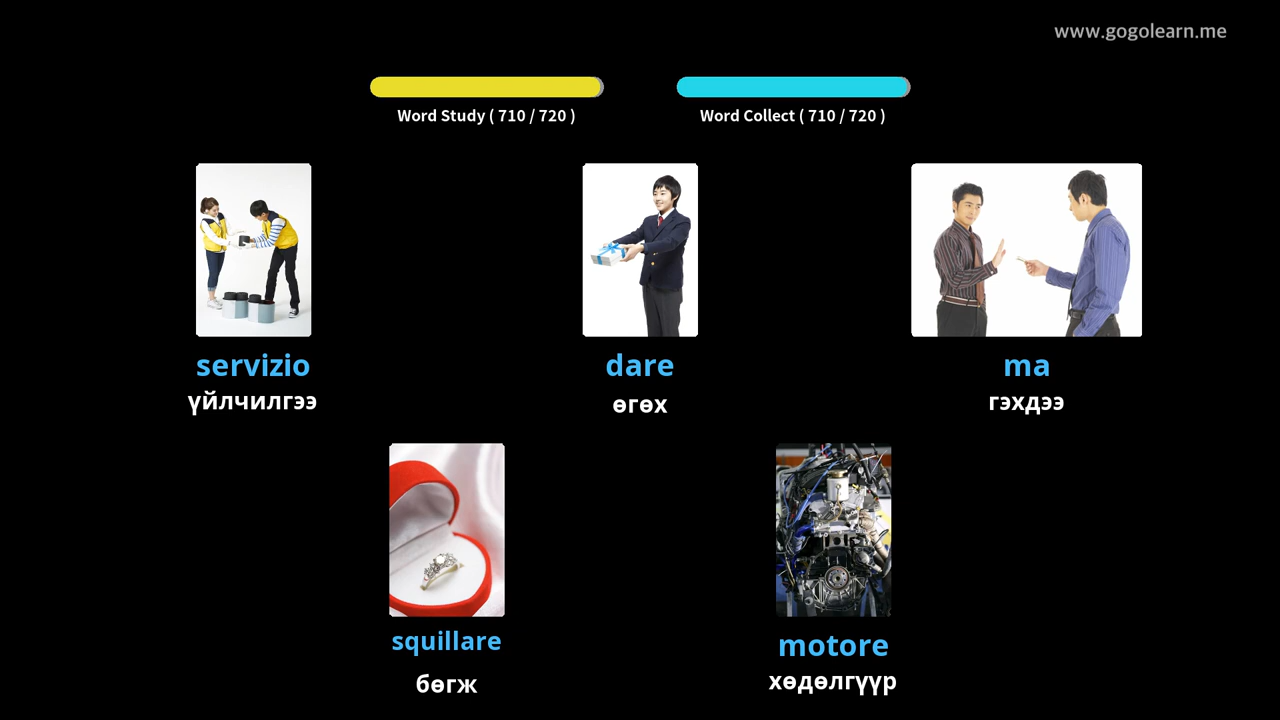 www.gogolearn.me
Word Study ( 710 / 720 )
Word Collect ( 710 / 720 )
servizio
үйлчилгээ
dare
өгөх
ma
гэхдээ
squillare
бөгж
motore
хөдөлгүүр